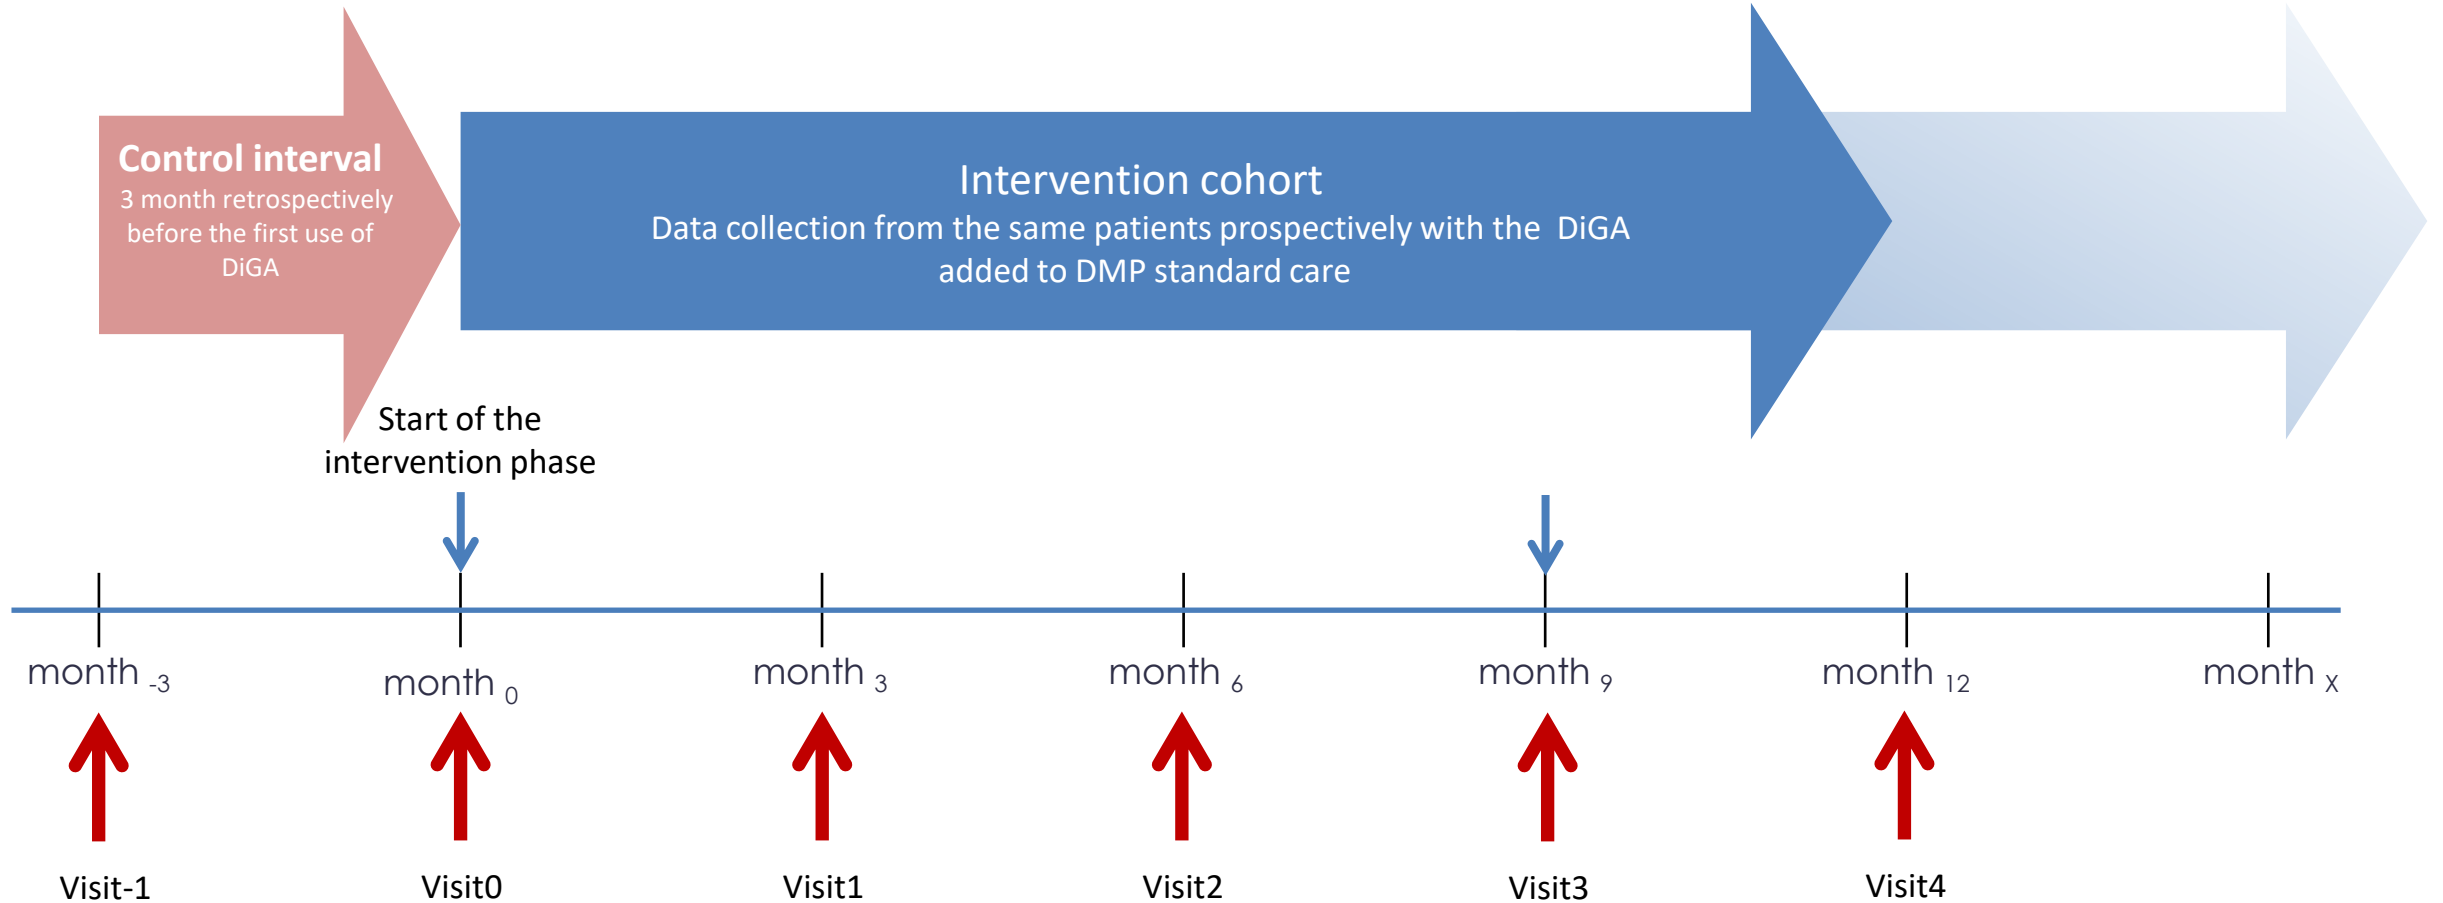 Control interval
3 month retrospectively
before the first use of
DiGA
Intervention cohort
Data collection from the same patients prospectively with the DiGA
added to DMP standard care
Start of the
intervention phase
month -3
month 0
month 3
month 6
month 9
month 12
month X
Visit-1
Visit0
Visit1
Visit2
Visit3
Visit4